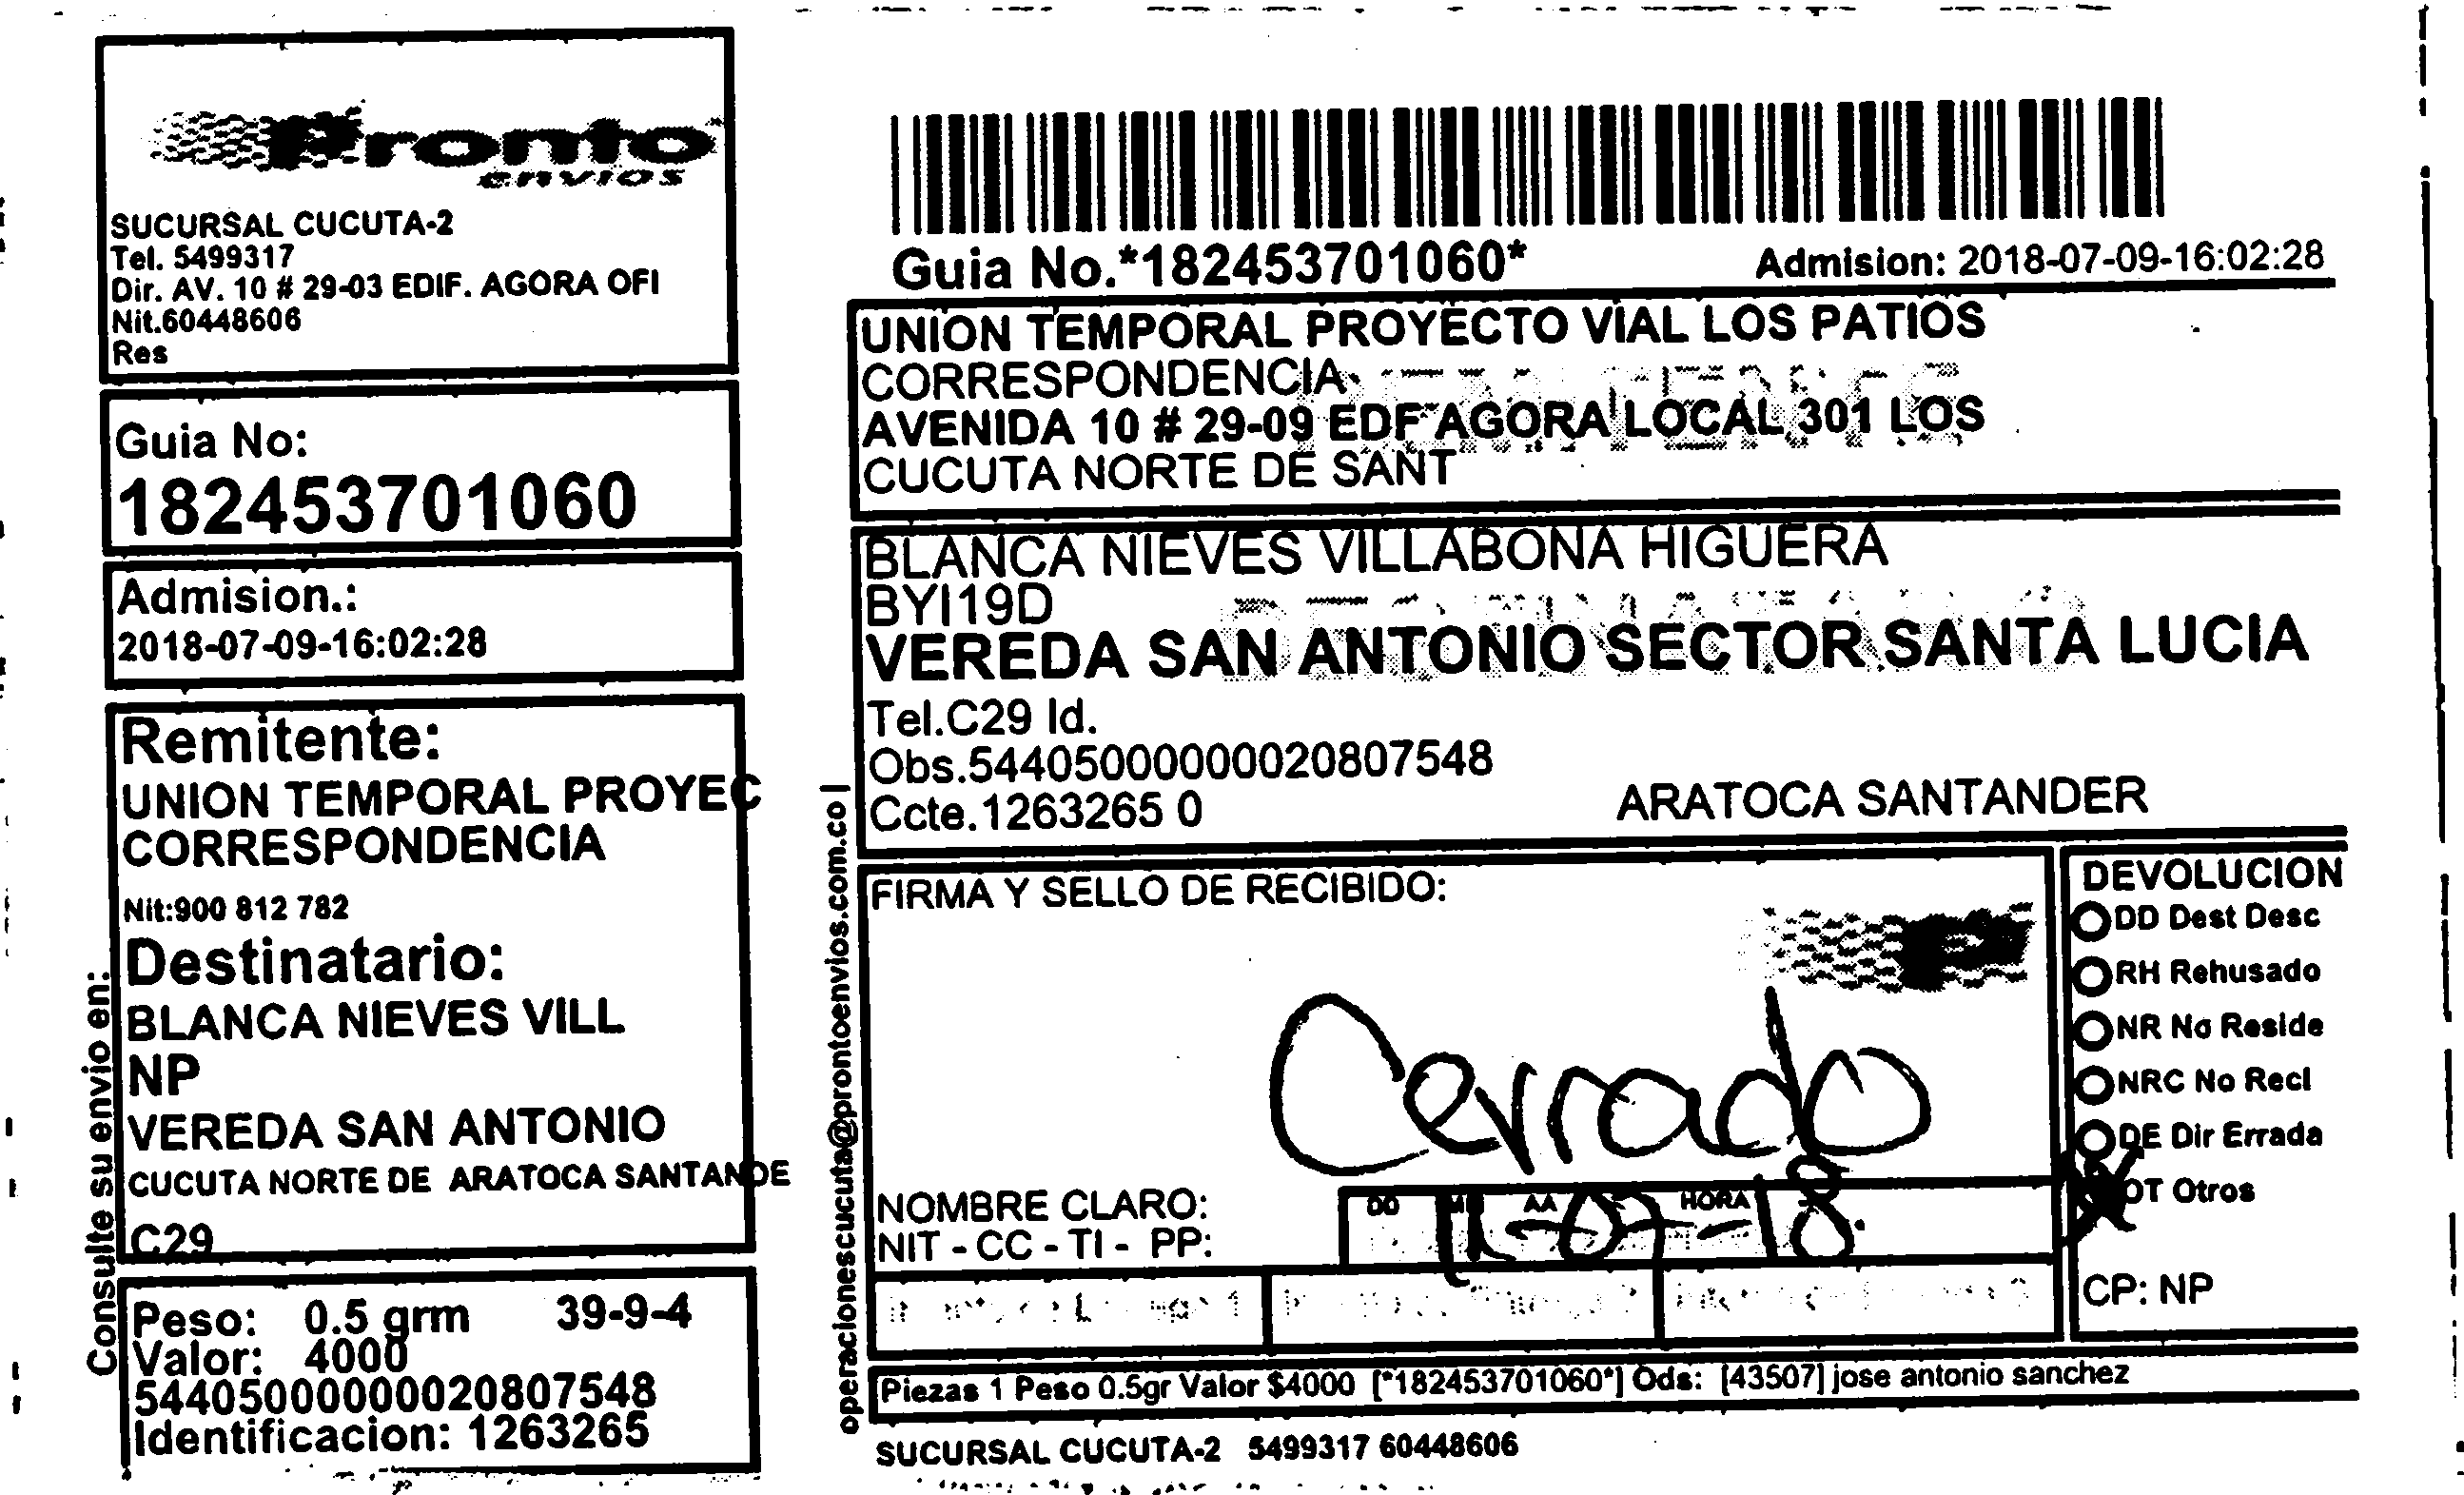 Pronto
envios
SUCURSAL CUCUTA-2
Tel. 5499317
Dir. AV. 10 # 29-03 EDIF. AGORA OFI
Nit.60448606
Res
Guia No:
182453701060
Admision.:
2018-07-09-16:02:28
Remitente:
UNION TEMPORAL PROYEC
CORRESPONDENCIA
Nit:900 812 782
Destinatario:
BLANCA NIEVES VILL
NP
VEREDA SAN ANTONIO
CUCUTA NORTE DE ARATOCA SANTANDE
C29
Consulte su envio en:
Peso: 0.5 grm 39-9-4
Valor: 4000
544050000000020807548
Identificacion: 1263265
Guia No.*182453701060*
Admision: 2018-07-09-16:02:28
UNION TEMPORAL PROYECTO VIAL LOS PATIOS
CORRESPONDENCIA
AVENIDA 10 # 29-09 EDF AGORA LOCAL 301 LOS
CUCUTA NORTE DE SANT
BLANCA NIEVES VILLABONA HIGUERA
BYI19D
VEREDA SAN ANTONIO SECTOR SANTA LUCIA
Tel.C29 Id.
Obs.544050000000020807548
Ccte.1263265 0
ARATOCA SANTANDER
operacionescucuta@prontoenvios.com.co
FIRMA Y SELLO DE RECIBIDO:
Cerrado
NOMBRE CLARO:
NIT - CC - TI - PP:
DD AA HORA
DEVOLUCION
DD Dest Desc
RH Rehusado
NR No Reside
NRC No Reci
DE Dir Errada
OT Otros
CP: NP
Piezas 1 Peso 0.5gr Valor $4000 [*182453701060*] Ods: [43507] jose antonio sanchez
SUCURSAL CUCUTA-2 5499317 60448606